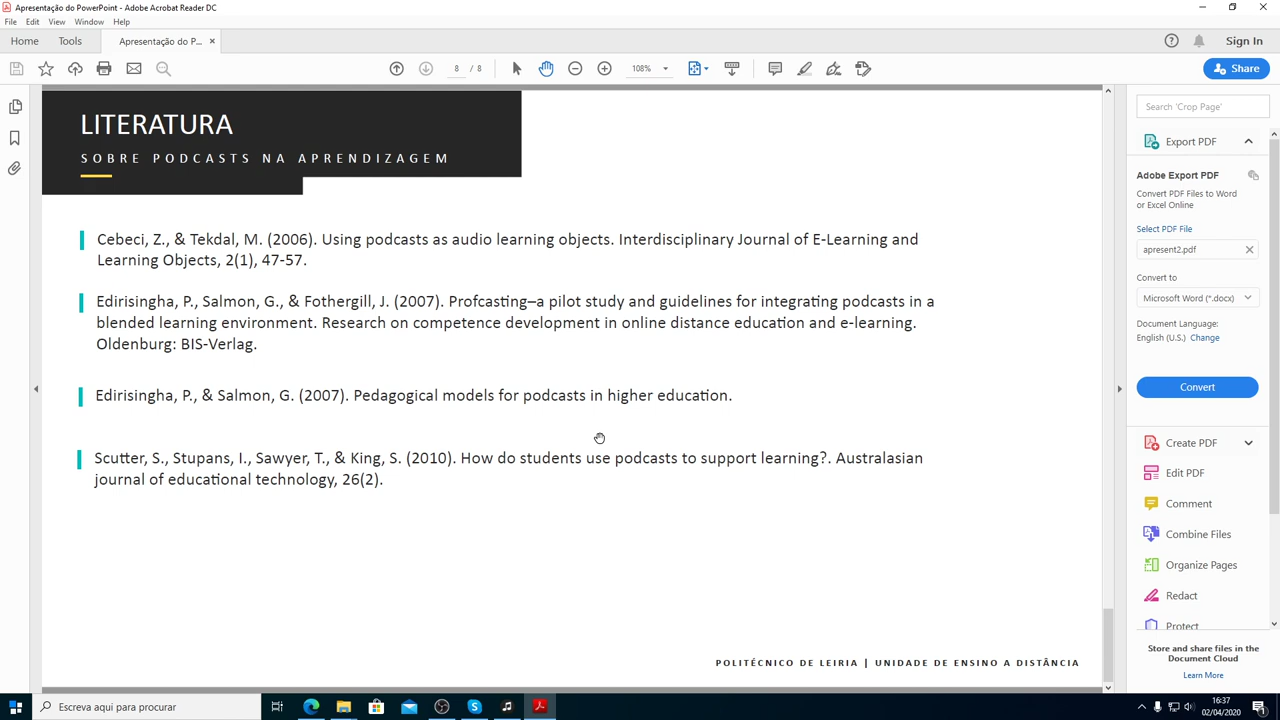 Apresentação do PowerPoint - Adobe Acrobat Reader DC
File Edit View Window Help
Home Tools Apresentação do P... × Sign In
8 / 8 108% Share
LITERATURA
SOBRE PODCASTS NA APRENDIZAGEM
Cebeci, Z., & Tekdal, M. (2006). Using podcasts as audio learning objects. Interdisciplinary Journal of E-Learning and
Learning Objects, 2(1), 47-57.
Edirisingha, P., Salmon, G., & Fothergill, J. (2007). Profcasting–a pilot study and guidelines for integrating podcasts in a
blended learning environment. Research on competence development in online distance education and e-learning.
Oldenburg: BIS-Verlag.
Edirisingha, P., & Salmon, G. (2007). Pedagogical models for podcasts in higher education.
Scutter, S., Stupans, I., Sawyer, T., & King, S. (2010). How do students use podcasts to support learning?. Australasian
journal of educational technology, 26(2).
POLITÉCNICO DE LEIRIA | UNIDADE DE ENSINO A DISTÂNCIA
Search 'Crop Page'
Export PDF
Adobe Export PDF
Convert PDF Files to Word
or Excel Online
Select PDF File
apresent2.pdf
Convert to
Microsoft Word (*.docx)
Document Language:
English (U.S.) Change
Convert
Create PDF
Edit PDF
Comment
Combine Files
Organize Pages
Redact
Protect
Store and share files in the
Document Cloud
Learn More
Escreva aqui para procurar
16:37
02/04/2020
1